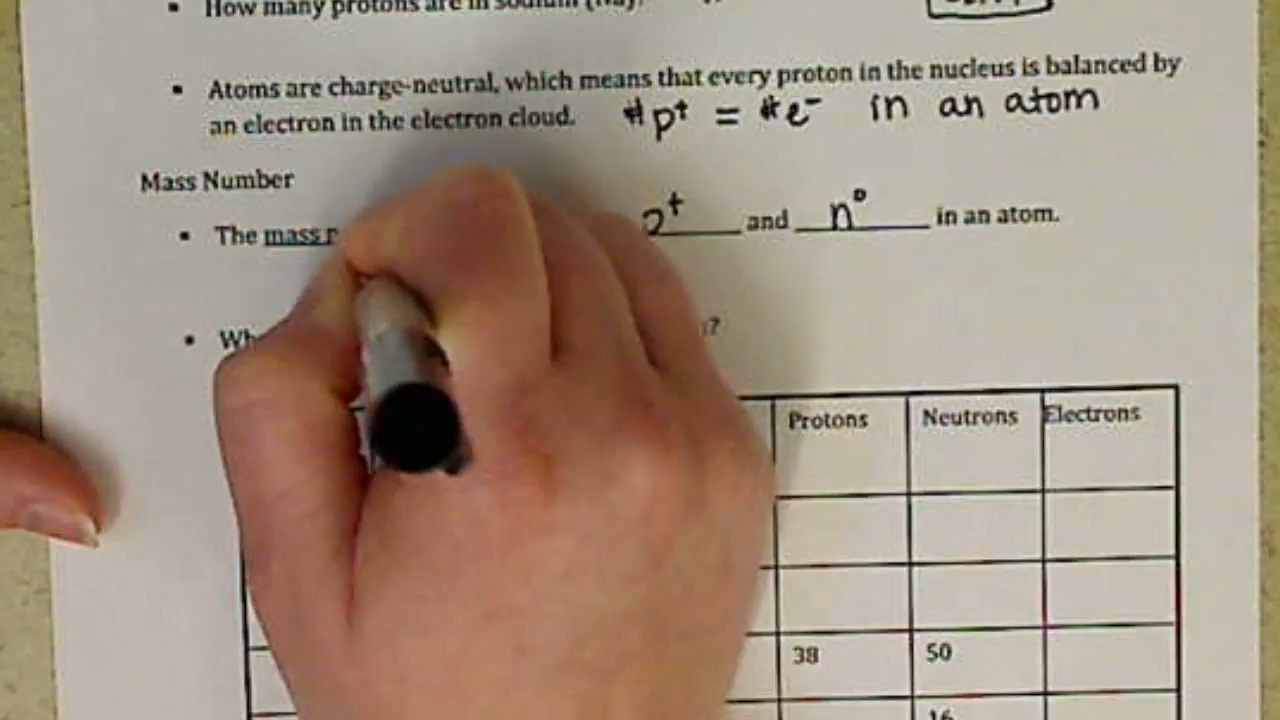 • How many protons are in sodium (Na)?
• Atoms are charge-neutral, which means that every proton in the nucleus is balanced by
an electron in the electron cloud. #p⁺ = #e⁻ in an atom
Mass Number
• The mass p⁺ and n⁰ in an atom.
• Wh ?
Protons Neutrons Electrons
38 50
16